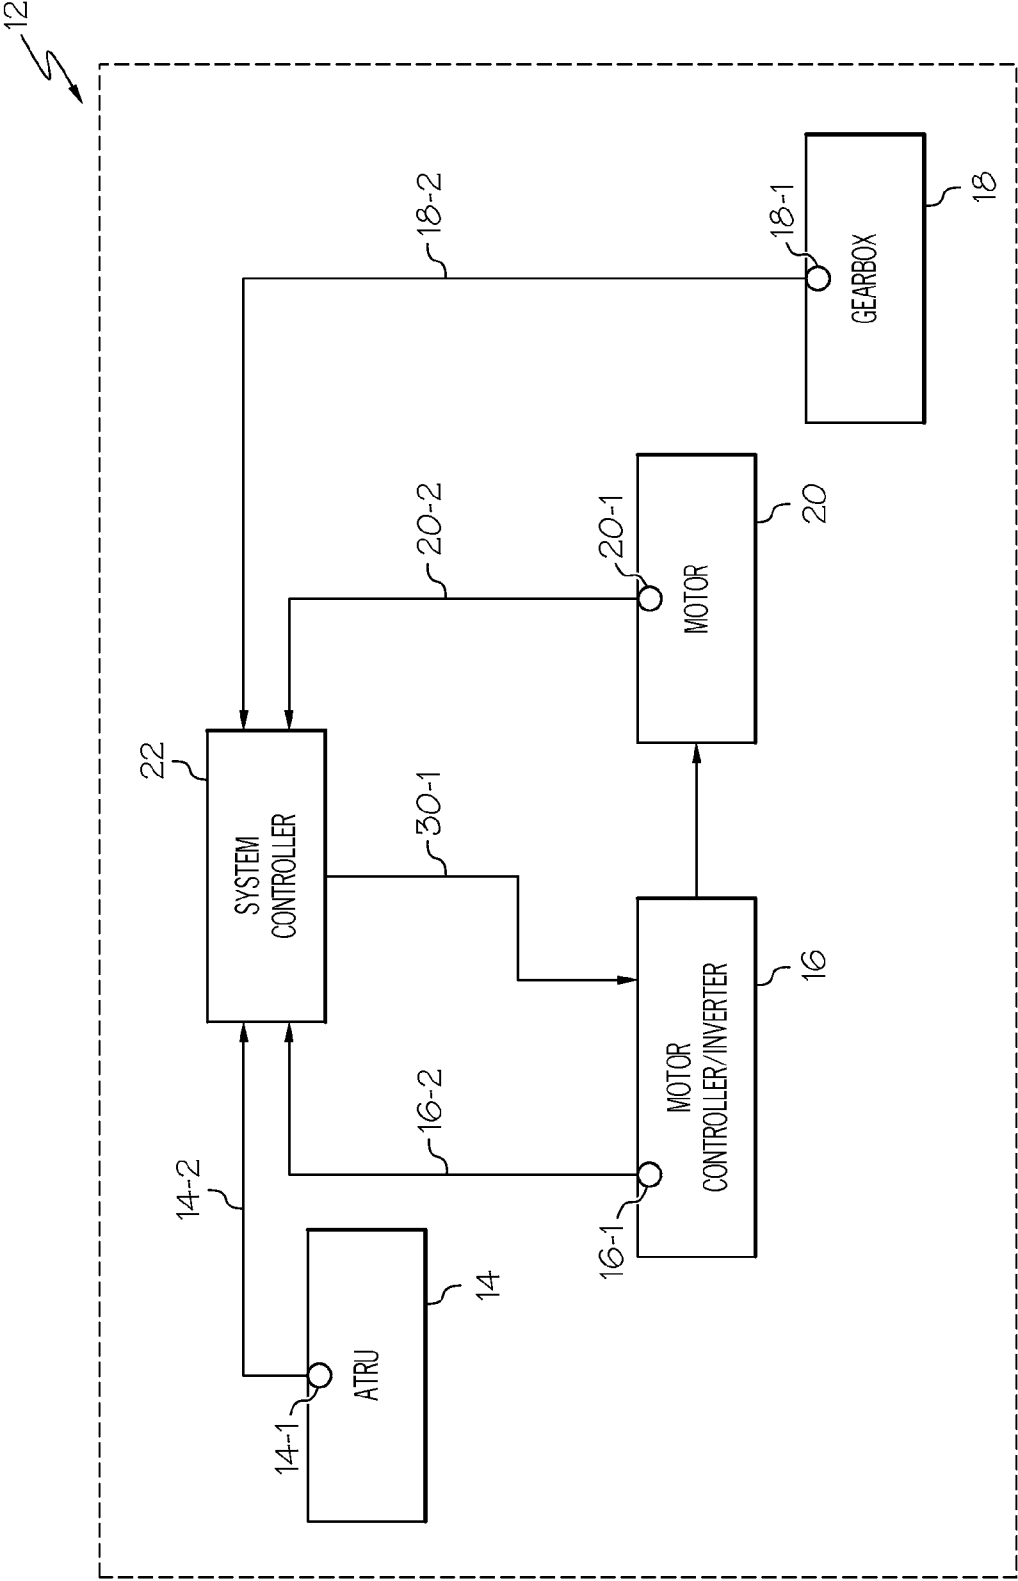 12
22
SYSTEM
CONTROLLER
14-2
16-2
30-1
20-2
18-2
14-1
ATRU
14
16-1
MOTOR
CONTROLLER/INVERTER
16
20-1
MOTOR
20
18-1
GEARBOX
18